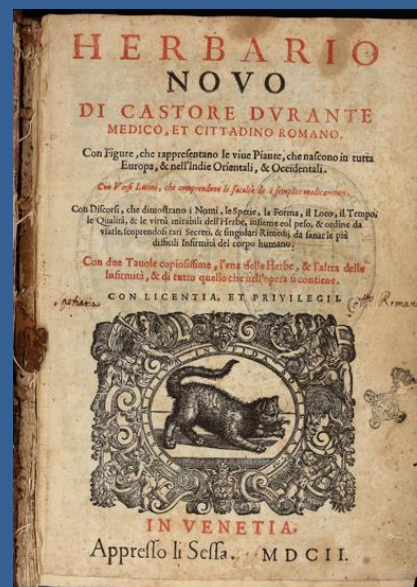 HERBARIO
NOVO
DI CASTORE DVRANTE
MEDICO, ET CITTADINO ROMANO.
Con Figure, che rappresentano le viue Piante, che nascono in tutta
Europa, & nell'Indie Orientali, & Occidentali.
Con Versi Latini, che comprendono le facoltà de i semplici medicamenti.
Con Discorsi, che dimostrano i Nomi, le Spetie, la Forma, il Loco, il Tempo,
le Qualità, & le virtù mirabili dell'Herbe, insieme col peso, & ordine da
vsarle, scoprendosi rari Secreti, & singolari Rimedij da sanar le più
difficili Infirmità del corpo humano.
Con due Tauole copiosissime, l'vna delle Herbe, & l'altra delle
Infirmità, & di tutto quello che nell'opera si contiene.
CON LICENTIA, ET PRIVILEGII.
IN VENETIA,
Appresso li Sessa. MDCII.